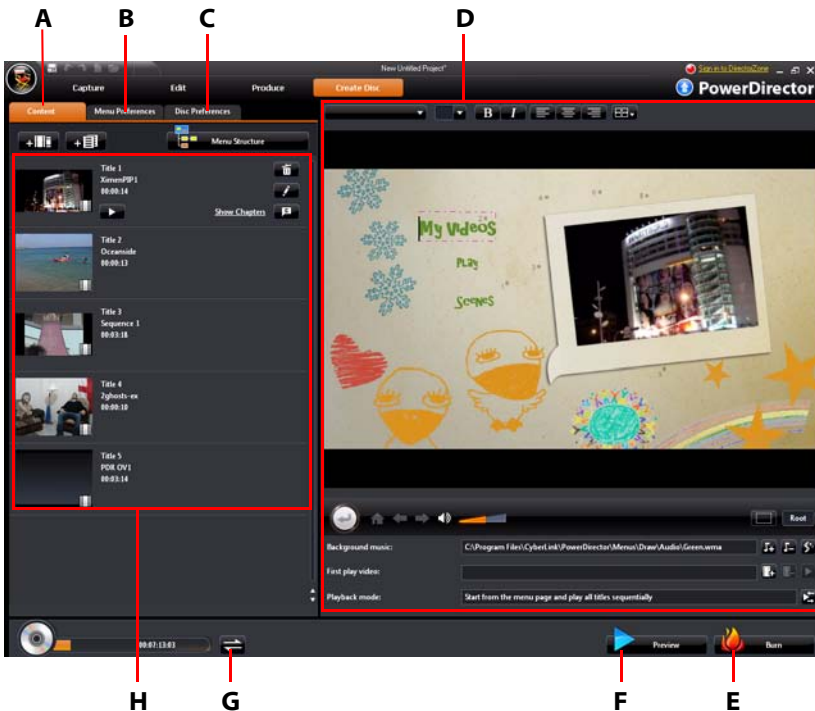 A B C D
New Untitled Project*
Sign in to DirectorZone
Capture Edit Produce Create Disc
PowerDirector
Content Menu Preferences Disc Preferences
B I
Menu Structure
Title 1
XimenPIP1
00:00:14
Show Chapters
Title 2
Oceanside
00:00:13
Title 3
Sequence 1
00:03:18
Title 4
2ghosts-ex
00:00:10
Title 5
PDR OV1
00:03:14
My Videos
Play
Scenes
Root
Background music: C:\Program Files\CyberLink\PowerDirector\Menus\Draw\Audio\Green.wma
First play video:
Playback mode: Start from the menu page and play all titles sequentially
00:07:13:03
Preview
Burn
H G F E